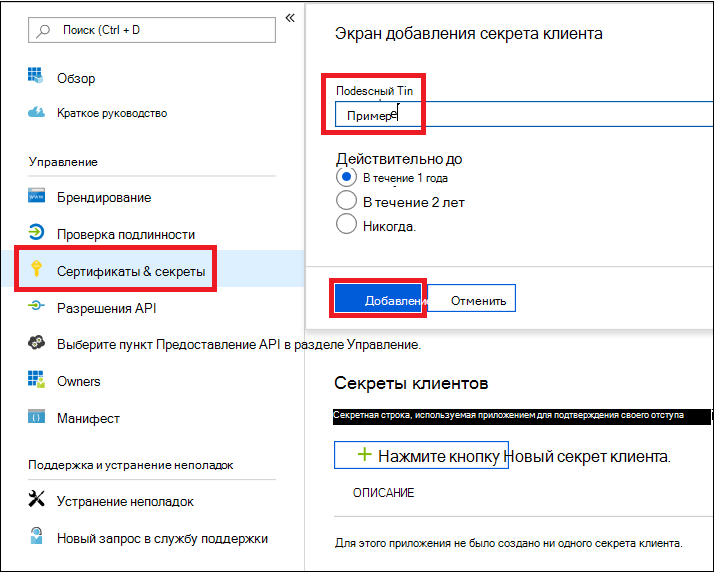 Поиск (Ctrl + D
«
Обзор
Краткое руководство
Управление
Брендирование
Проверка подлинности
Сертификаты & секреты
Разрешения API
Выберите пункт Предоставление API в разделе Управление.
Owners
Манифест
Поддержка и устранение неполадок
Устранение неполадок
Новый запрос в службу поддержки
Экран добавления секрета клиента
Подеsсный Tin
Примерe
Действительно до
В течение 1 года
В течение 2 лет
Никогда.
Добавление
Отменить
Секреты клиентов
Секретная строка, используемая приложением для подтверждения своего отступа
+ Нажмите кнопку Новый секрет клиента.
ОПИСАНИЕ
Для этого приложения не было создано ни одного секрета клиента.